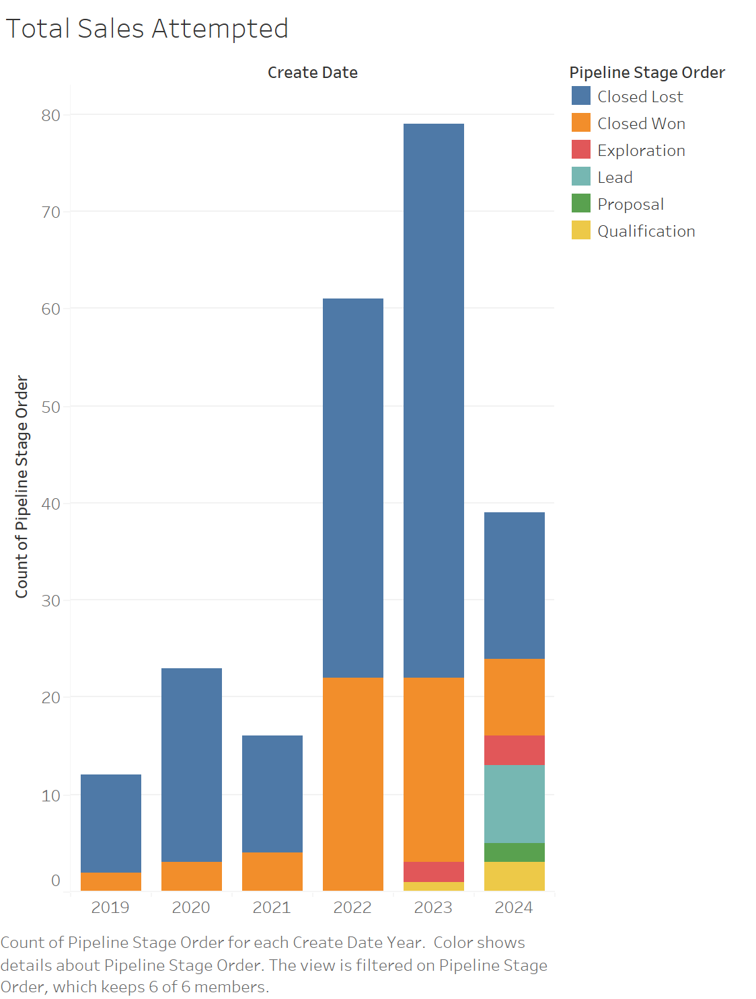 Total Sales Attempted
Create Date
Pipeline Stage Order
Closed Lost
Closed Won
Exploration
Lead
Proposal
Qualification
Count of Pipeline Stage Order
80
70
60
50
40
30
20
10
0
2019 2020 2021 2022 2023 2024
Count of Pipeline Stage Order for each Create Date Year.  Color shows
details about Pipeline Stage Order. The view is filtered on Pipeline Stage
Order, which keeps 6 of 6 members.